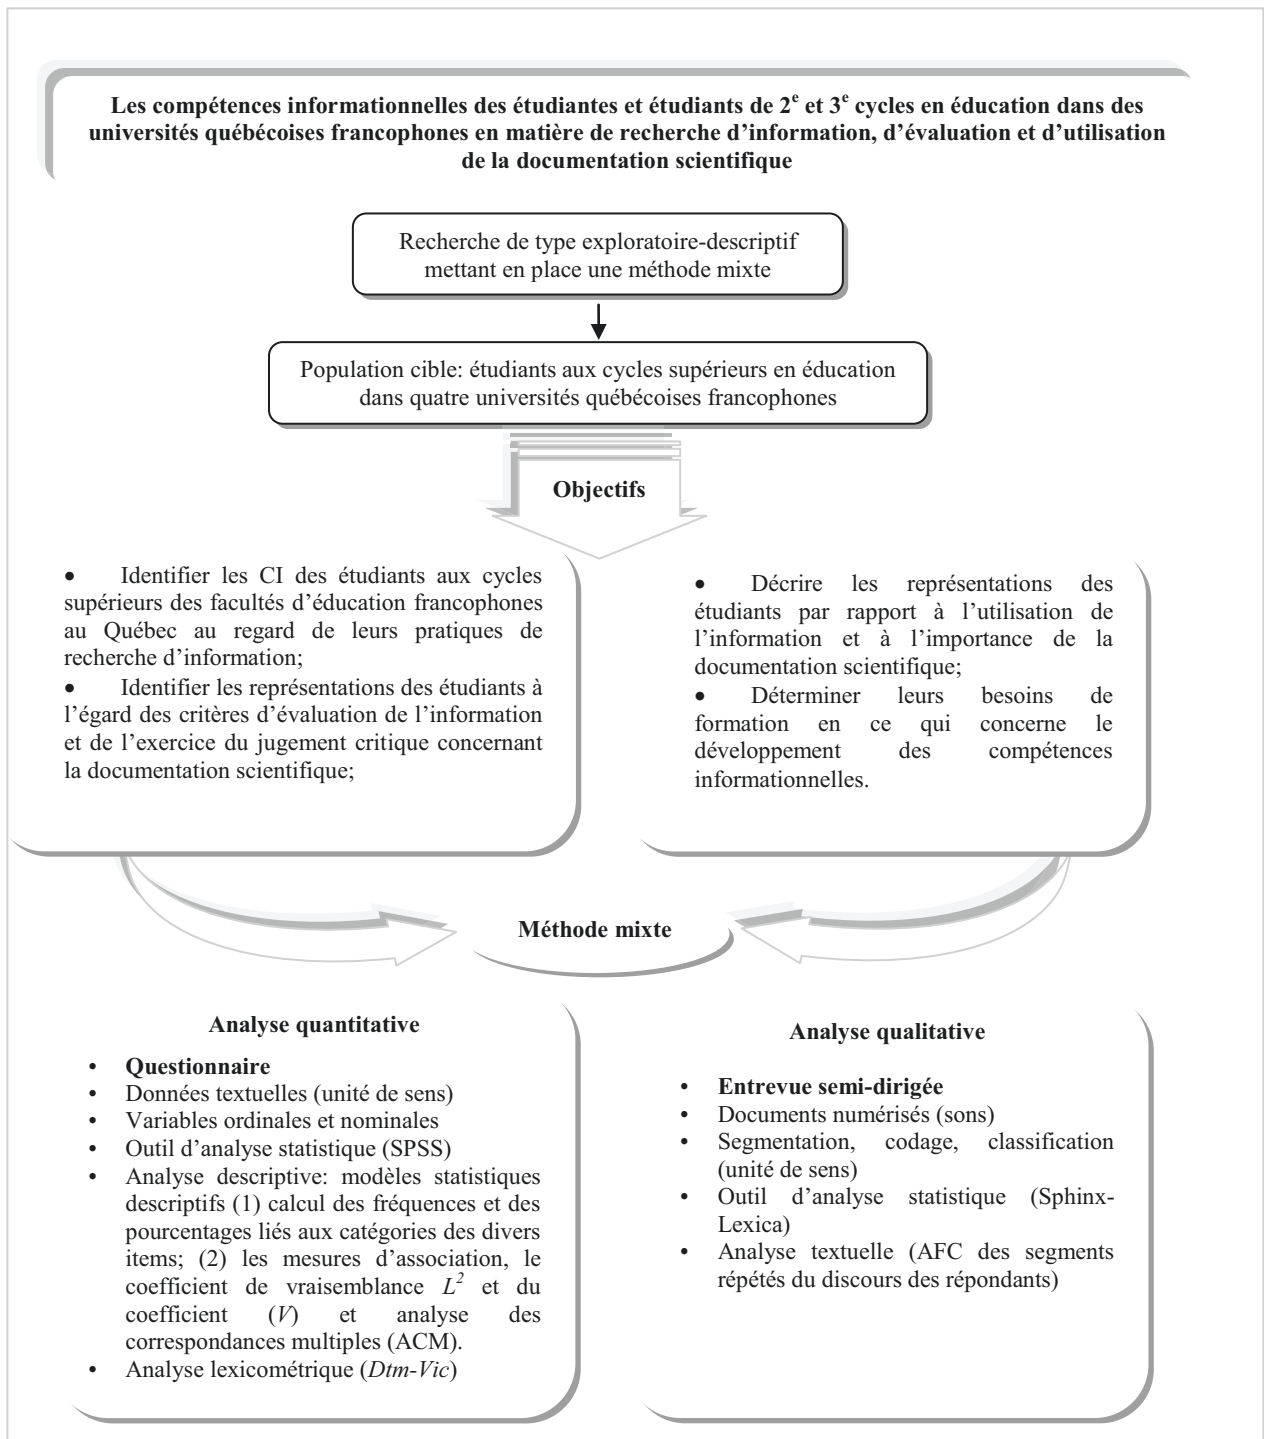 Les compétences informationnelles des étudiantes et étudiants de 2e et 3e cycles en éducation dans des
universités québécoises francophones en matière de recherche d’information, d’évaluation et d’utilisation
de la documentation scientifique
Recherche de type exploratoire-descriptif
mettant en place une méthode mixte
Population cible: étudiants aux cycles supérieurs en éducation
dans quatre universités québécoises francophones
Objectifs
• Identifier les CI des étudiants aux cycles
supérieurs des facultés d’éducation francophones
au Québec au regard de leurs pratiques de
recherche d’information;
• Identifier les représentations des étudiants à
l’égard des critères d’évaluation de l’information
et de l’exercice du jugement critique concernant
la documentation scientifique;
• Décrire les représentations des
étudiants par rapport à l’utilisation de
l’information et à l’importance de la
documentation scientifique;
• Déterminer leurs besoins de
formation en ce qui concerne le
développement des compétences
informationnelles.
Méthode mixte
Analyse quantitative
• Questionnaire
• Données textuelles (unité de sens)
• Variables ordinales et nominales
• Outil d’analyse statistique (SPSS)
• Analyse descriptive: modèles statistiques
descriptifs (1) calcul des fréquences et des
pourcentages liés aux catégories des divers
items; (2) les mesures d’association, le
coefficient de vraisemblance L2 et du
coefficient (V) et analyse des
correspondances multiples (ACM).
• Analyse lexicométrique (Dtm-Vic)
Analyse qualitative
• Entrevue semi-dirigée
• Documents numérisés (sons)
• Segmentation, codage, classification
(unité de sens)
• Outil d’analyse statistique (Sphinx-
Lexica)
• Analyse textuelle (AFC des segments
répétés du discours des répondants)